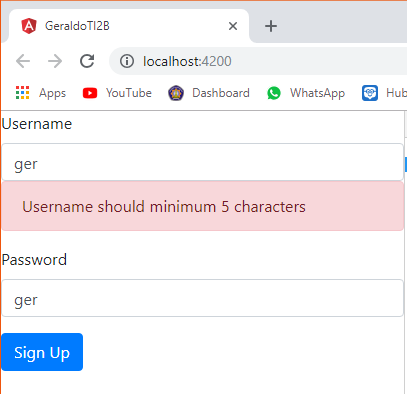 GeraldoTI2B
localhost:4200
Apps YouTube Dashboard WhatsApp Hub
Username
ger
Username should minimum 5 characters
Password
ger
Sign Up